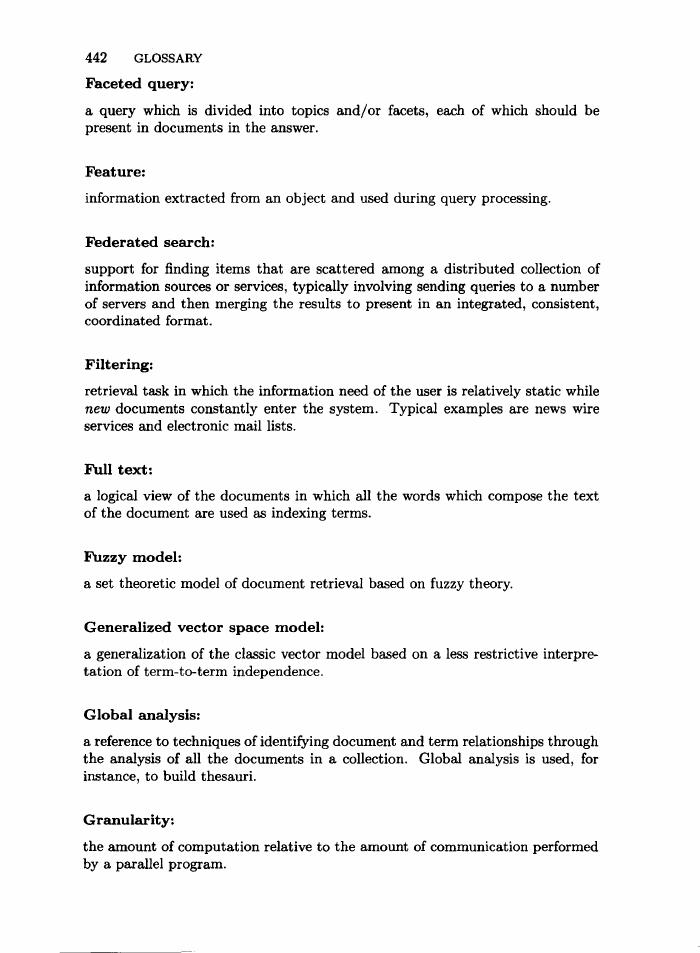 442 GLOSSARY
Faceted query:
a query which is divided into topics and/or facets, each of which should be
present in documents in the answer.
Feature:
information extracted from an object and used during query processing.
Federated search:
support for finding items that are scattered among a distributed collection of
information sources or services, typically involving sending queries to a number
of servers and then merging the results to present in an integrated, consistent,
coordinated format.
Filtering:
retrieval task in which the information need of the user is relatively static while
new documents constantly enter the system. Typical examples are news wire
services and electronic mail lists.
Full text:
a logical view of the documents in which all the words which compose the text
of the document are used as indexing terms.
Fuzzy model:
a set theoretic model of document retrieval based on fuzzy theory.
Generalized vector space model:
a generalization of the classic vector model based on a less restrictive interpre-
tation of term-to-term independence.
Global analysis:
a reference to techniques of identifying document and term relationships through
the analysis of all the documents in a collection. Global analysis is used, for
instance, to build thesauri.
Granularity:
the amount of computation relative to the amount of communication performed
by a parallel program.